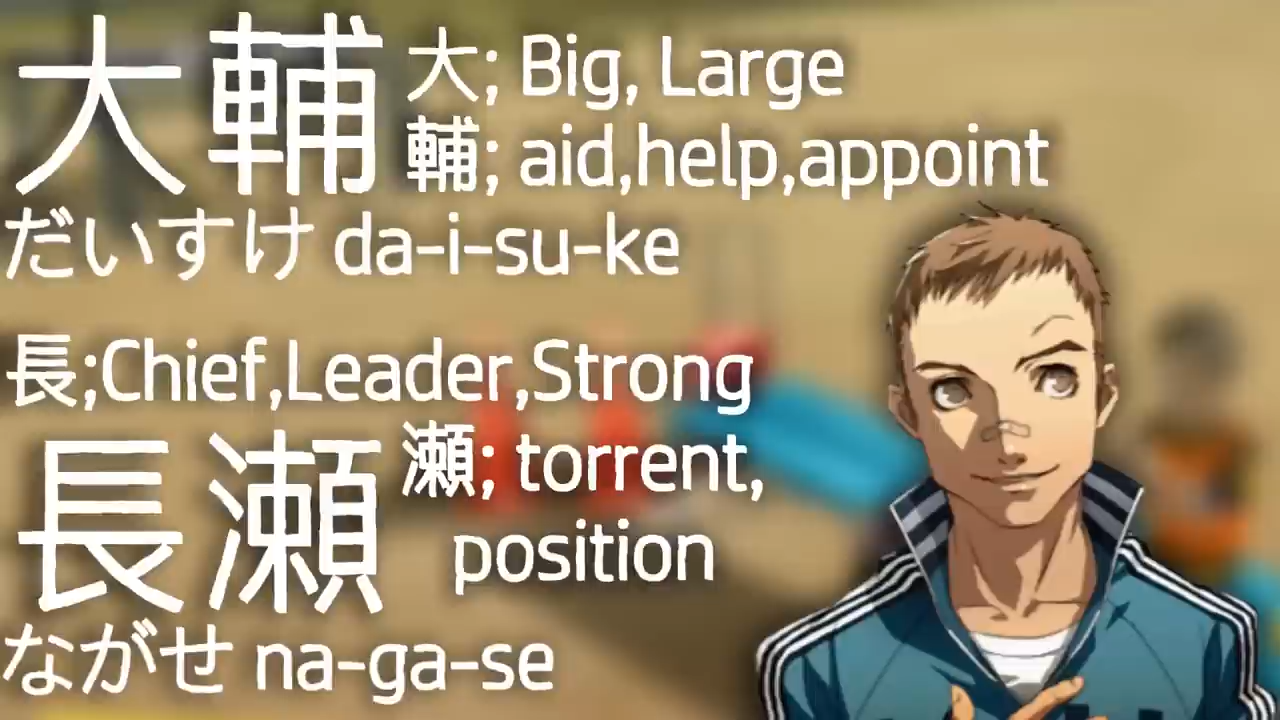 大輔
大; Big, Large
輔; aid,help,appoint
だいすけ da-i-su-ke
長;Chief,Leader,Strong
長瀬
瀬; torrent,
position
ながせ na-ga-se